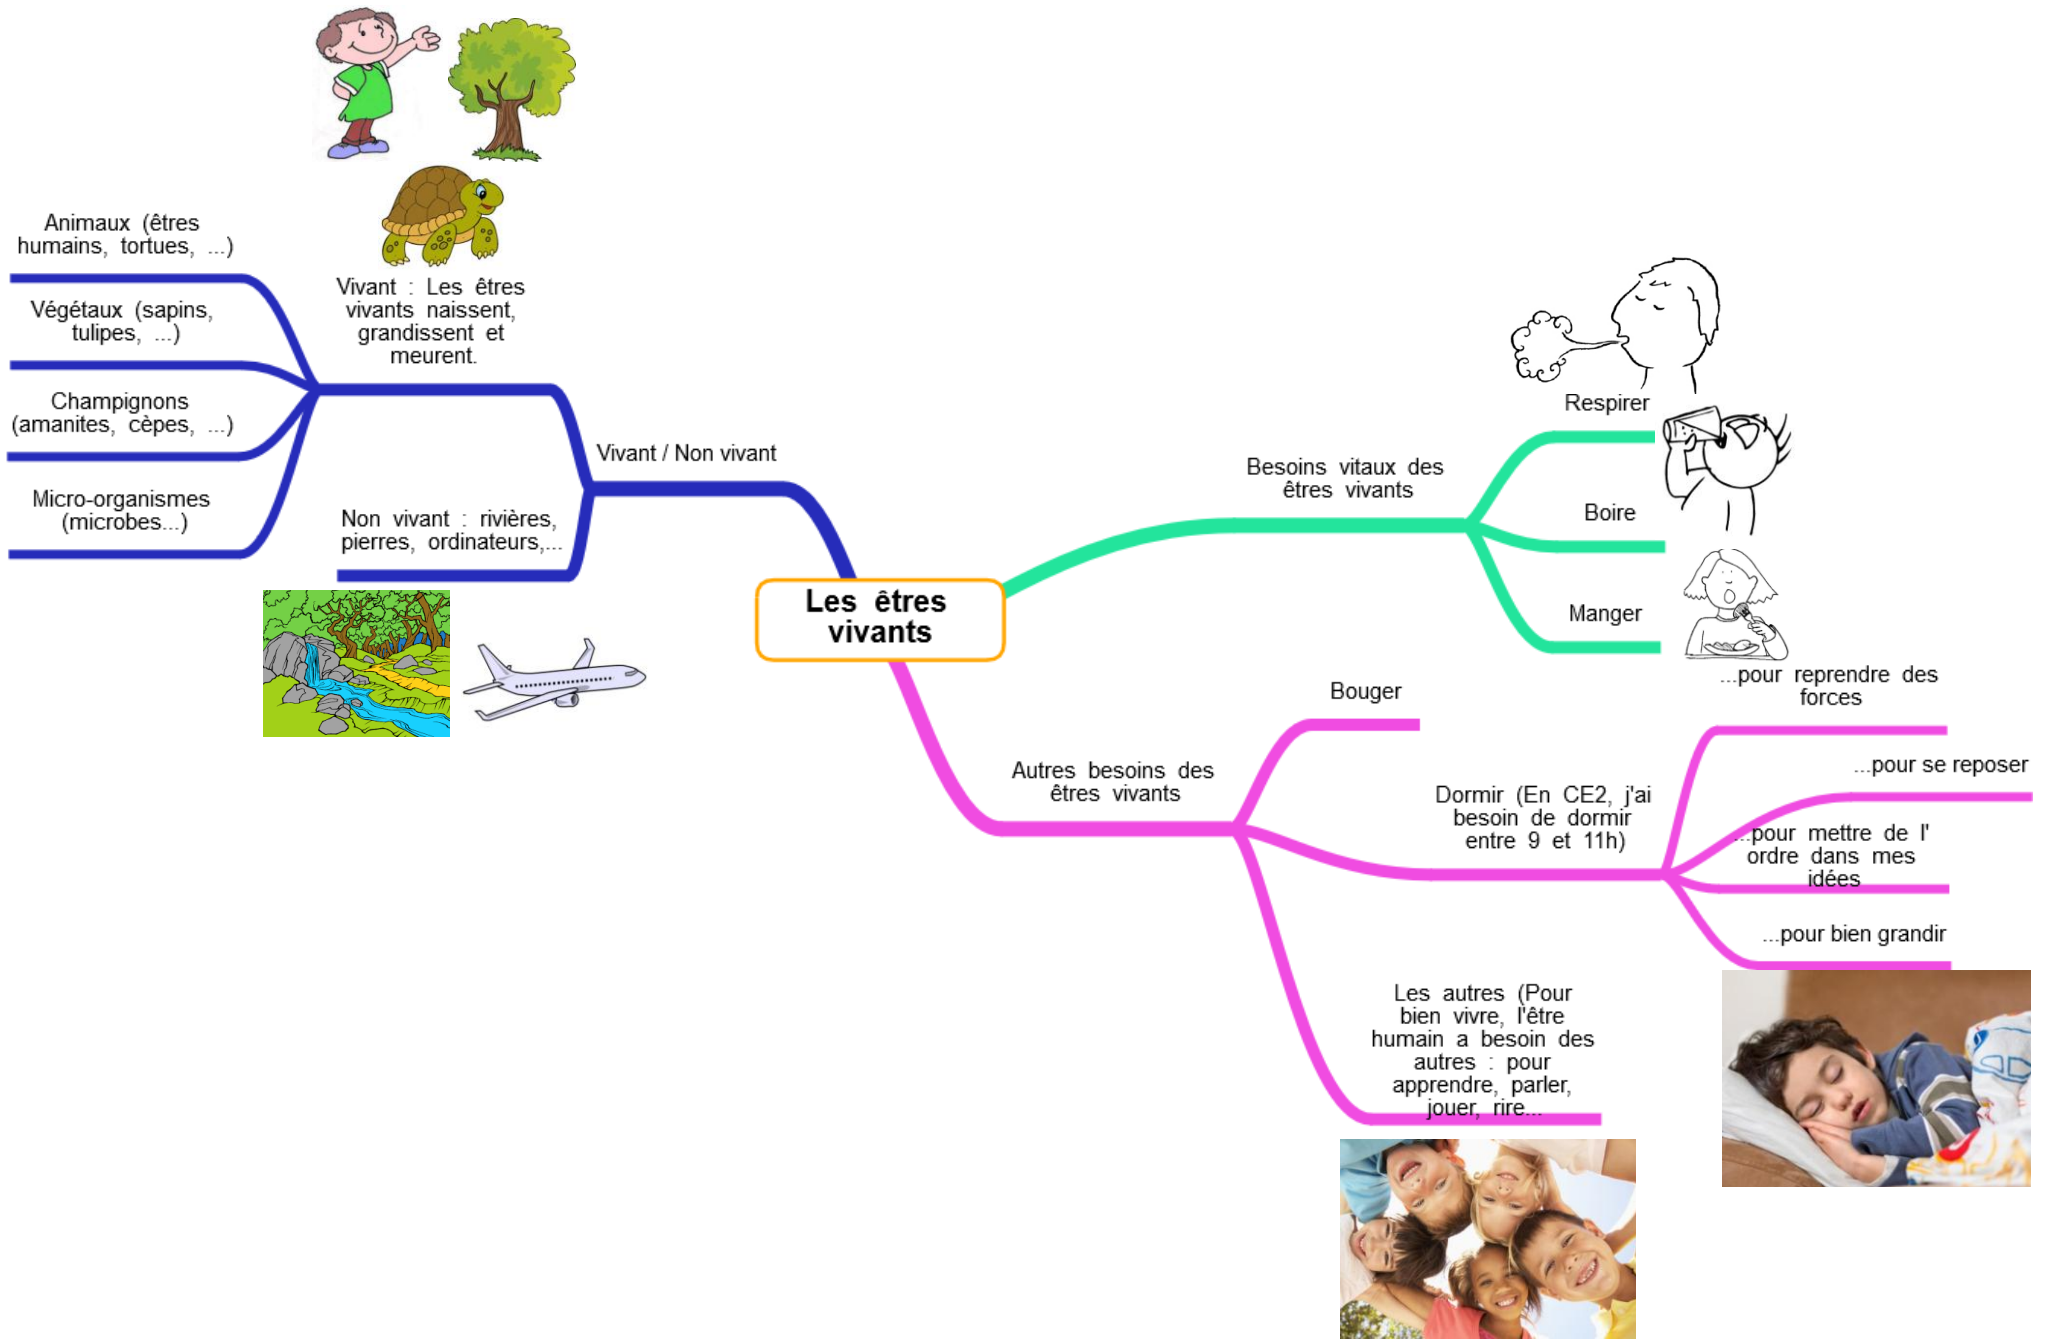 Les êtres
vivants
Vivant / Non vivant
Vivant : Les êtres
vivants naissent,
grandissent et
meurent.
Animaux (êtres
humains, tortues, ...)
Végétaux (sapins,
tulipes, ...)
Champignons
(amanites, cèpes, ...)
Micro-organismes
(microbes...)
Non vivant : rivières,
pierres, ordinateurs,...
Besoins vitaux des
êtres vivants
Respirer
Boire
Manger
Autres besoins des
êtres vivants
Bouger
Dormir (En CE2, j'ai
besoin de dormir
entre 9 et 11h)
...pour reprendre des
forces
...pour se reposer
...pour mettre de l'
ordre dans mes
idées
...pour bien grandir
Les autres (Pour
bien vivre, l'être
humain a besoin des
autres : pour
apprendre, parler,
jouer, rire...